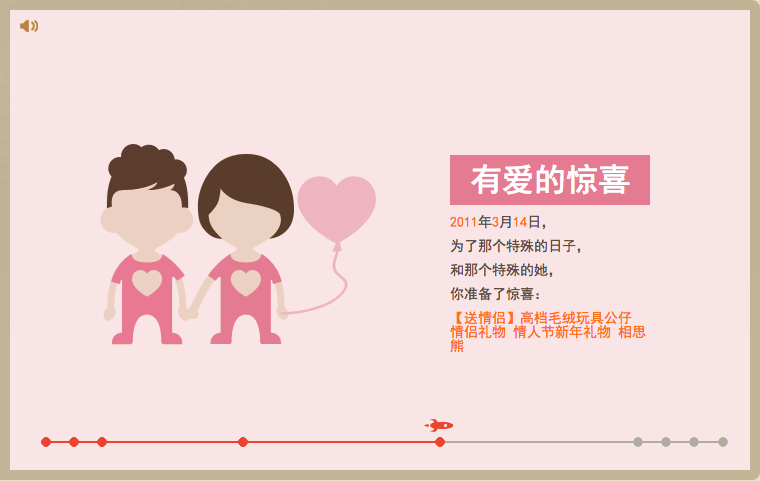 有爱的惊喜
2011年3月14日,
为了那个特殊的日子,
和那个特殊的她,
你准备了惊喜:
【送情侣】高档毛绒玩具公仔
情侣礼物 情人节新年礼物 相思
熊